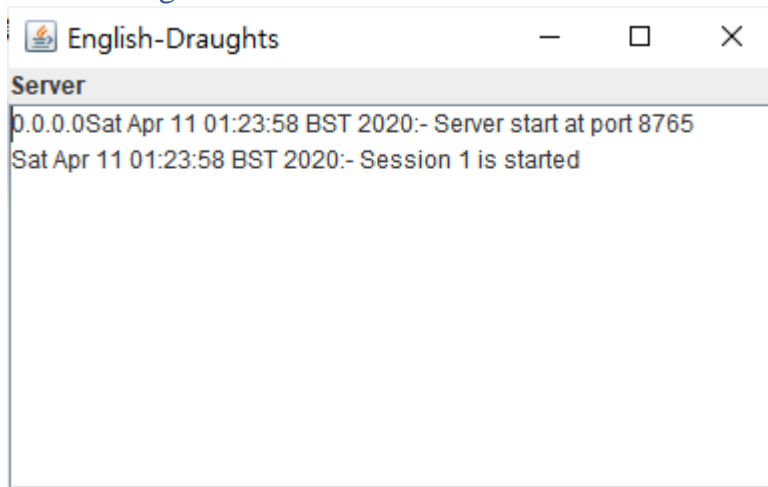 English-Draughts
Server
0.0.0.0Sat Apr 11 01:23:58 BST 2020:- Server start at port 8765
Sat Apr 11 01:23:58 BST 2020:- Session 1 is started